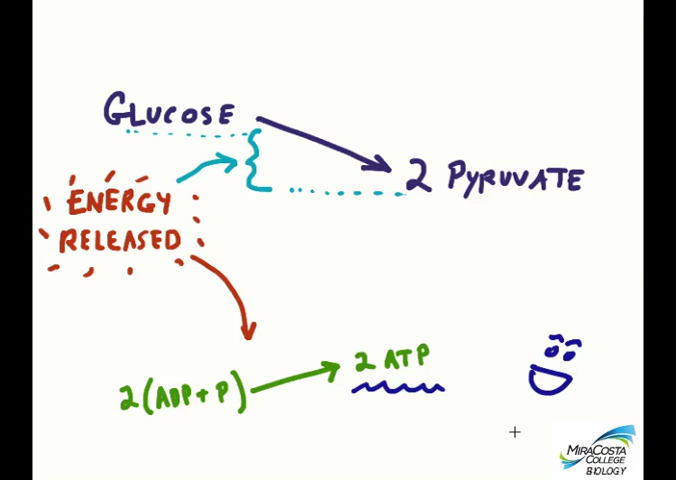 GLUCOSE
2 PYRUVATE
ENERGY
RELEASED
2 ATP
2(ADP + P)
MIRACOSTA
COLLEGE
BIOLOGY